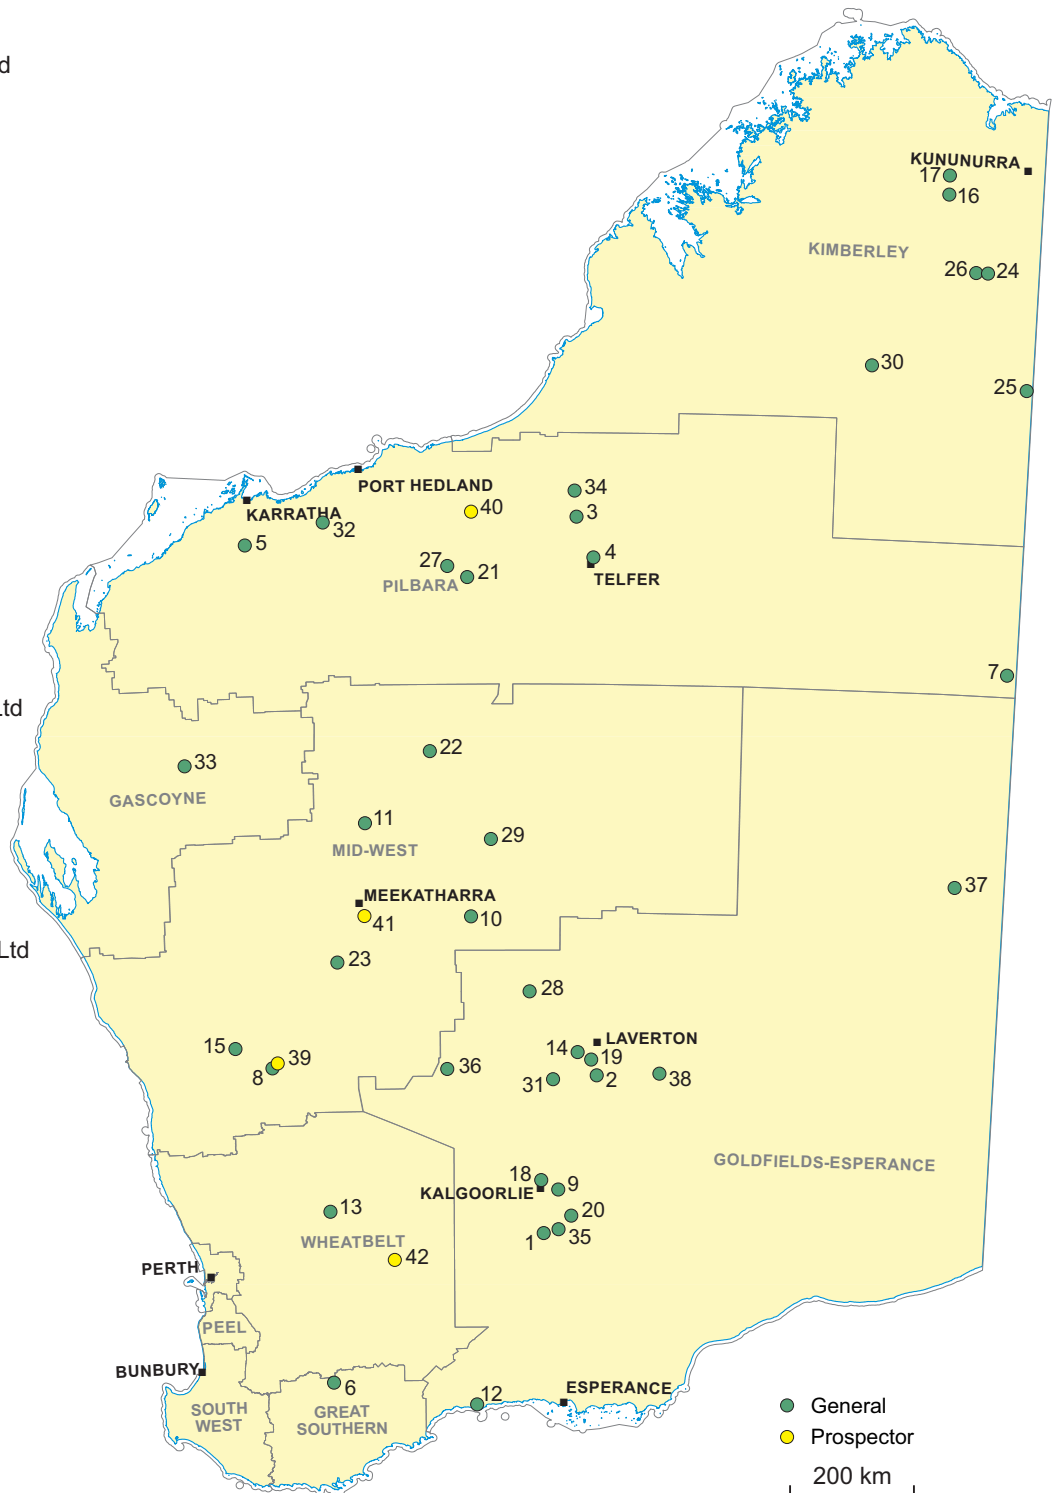 d
KUNUNURRA
17
16
KIMBERLEY
26
24
30
25
PORT HEDLAND
34
40
3
KARRATHA
32
5
4
27
21
TELFER
PILBARA
7
Ltd
22
33
GASCOYNE
11
29
MID-WEST
37
MEEKATHARRA
41
10
Ltd
23
28
LAVERTON
15
14
19
39
8
36
31
2
38
GOLDFIELDS-ESPERANCE
18
9
KALGOORLIE
13
20
35
1
WHEATBELT
42
PERTH
PEEL
BUNBURY
6
12
ESPERANCE
SOUTH
WEST
GREAT
SOUTHERN
General
Prospector
200 km